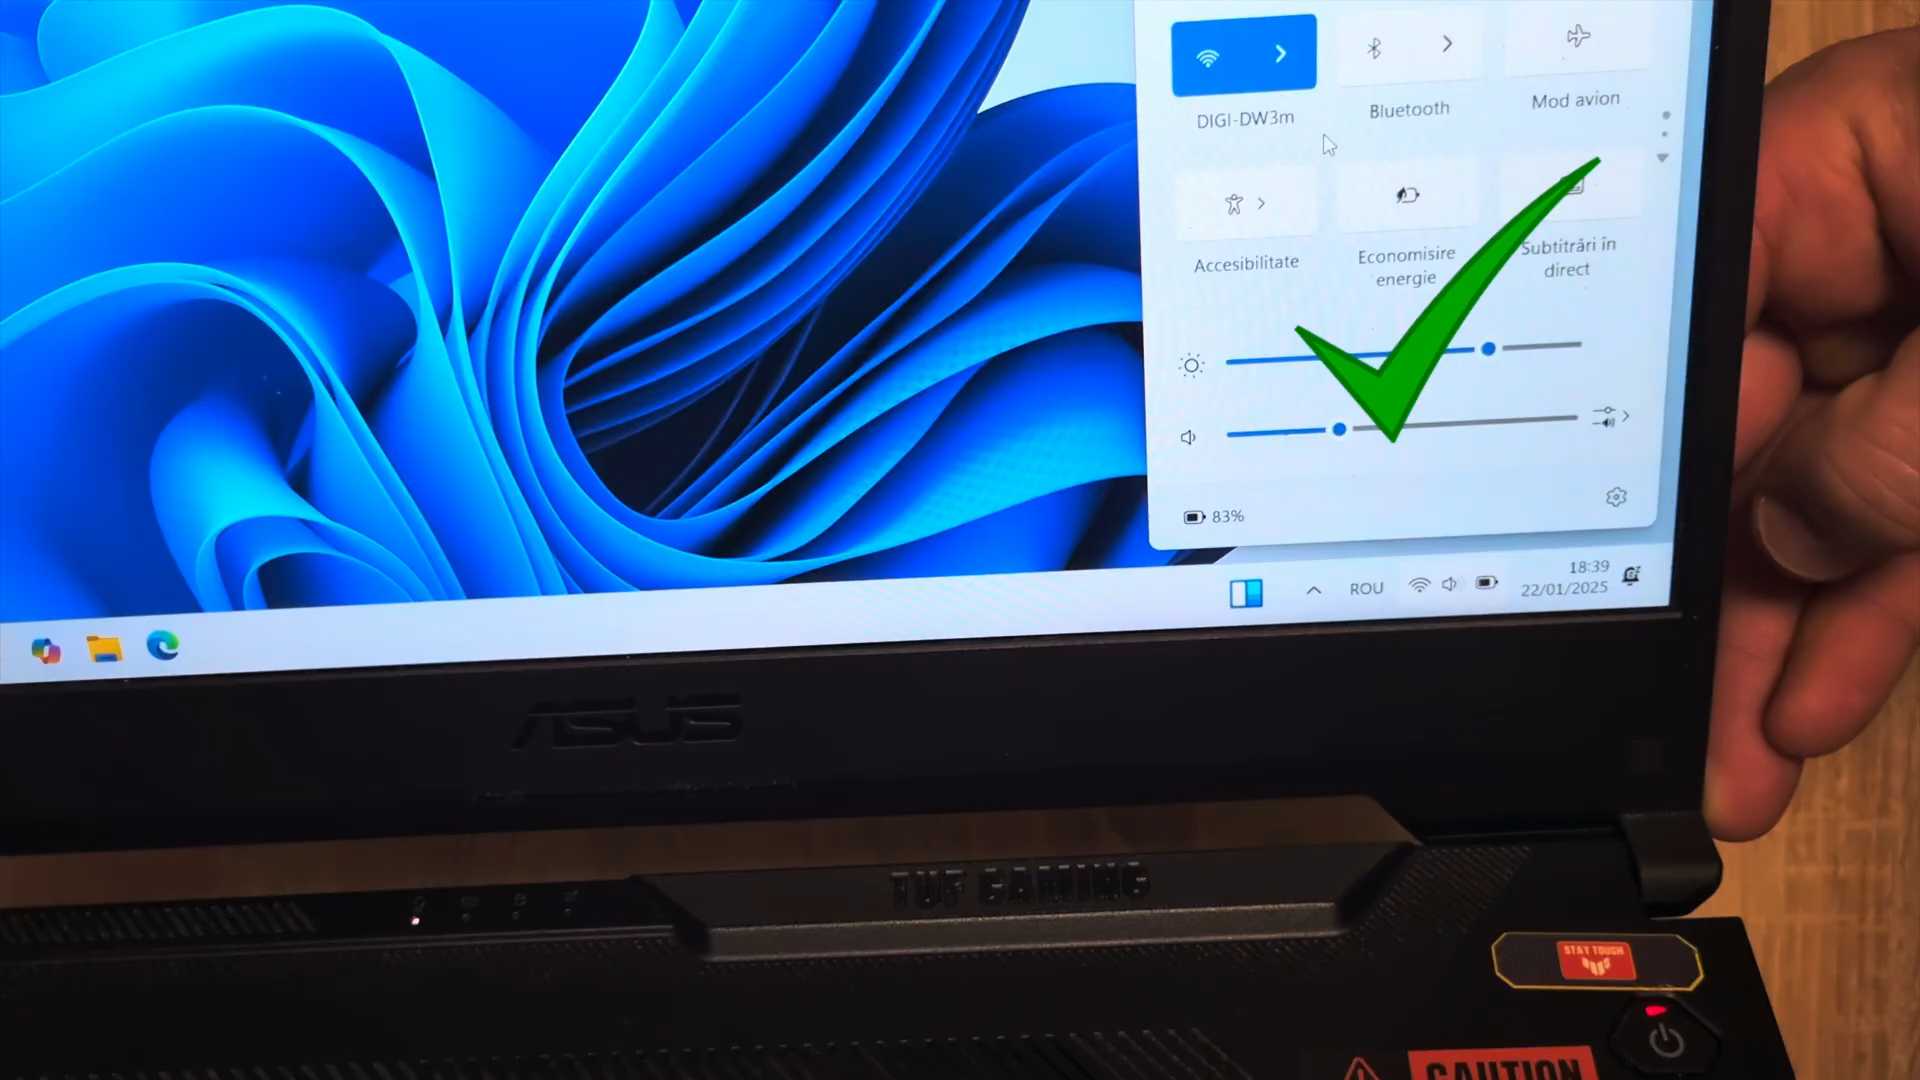 DIGI-DW3m
Bluetooth
Mod avion
Accesibilitate
Economisire
energie
Subtitrări în
direct
83%
ROU
18:39
22/01/2025
ASUS
TUF GAMING
STAY TOUGH
CAUTION